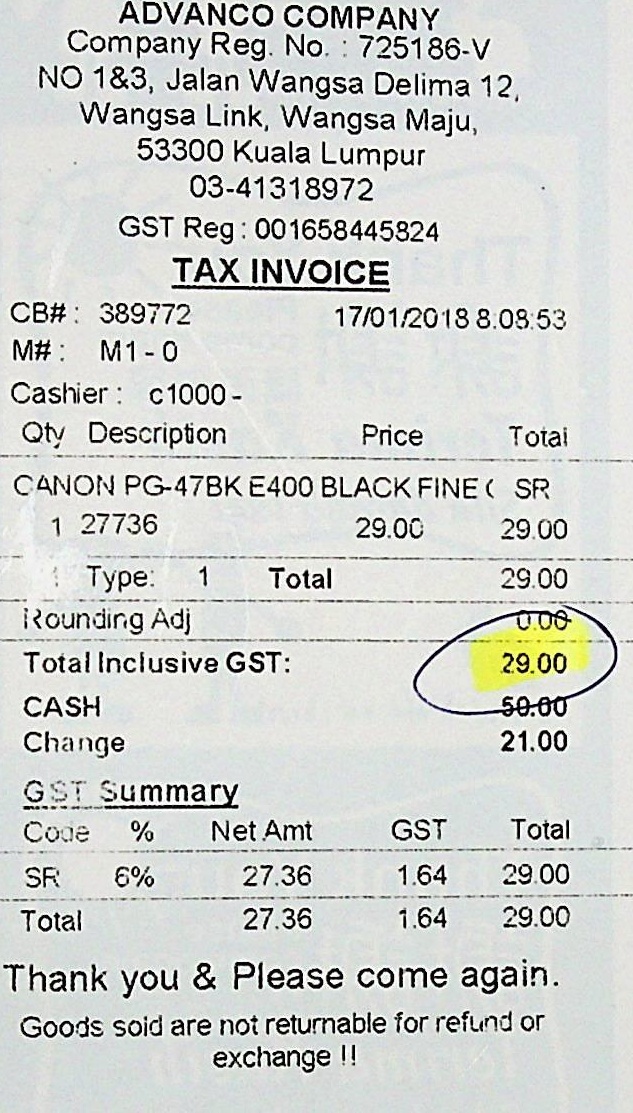 ADVANCO COMPANY
Company Reg. No. : 725186-V
NO 1&3, Jalan Wangsa Delima 12,
Wangsa Link, Wangsa Maju,
53300 Kuala Lumpur
03-41318972
GST Reg : 001658445824
TAX INVOICE
CB# : 389772 17/01/2018 8:08:53
M# : M1 - 0
Cashier : c1000 -
Qty Description Price Total
CANON PG-47BK E400 BLACK FINE ( SR
1 27736 29.00 29.00
1 Type: 1 Total 29.00
Rounding Adj 0.00
Total Inclusive GST: 29.00
CASH 50.00
Change 21.00
GST Summary
Code % Net Amt GST Total
SR 6% 27.36 1.64 29.00
Total 27.36 1.64 29.00
Thank you & Please come again.
Goods sold are not returnable for refund or
exchange !!